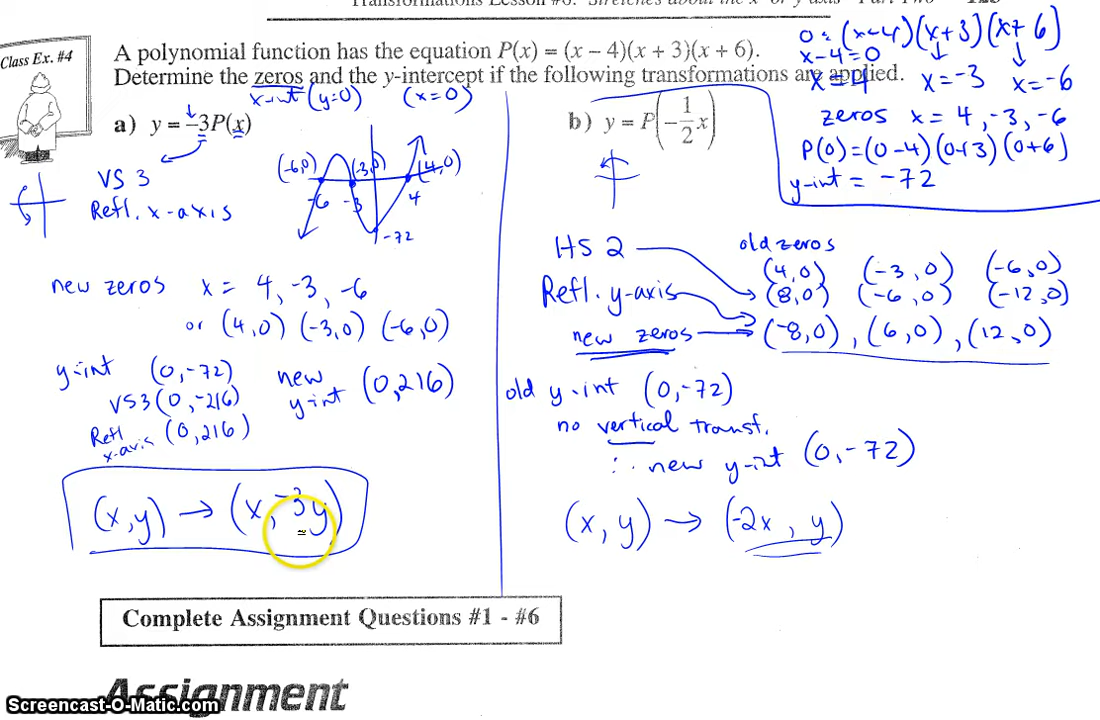 Transformations Lesson #6: Stretches about the x- or y-axis - Part Two
Class Ex. #4
A polynomial function has the equation P(x) = (x – 4)(x + 3)(x + 6).
Determine the zeros and the y-intercept if the following transformations are applied.
x-int (y=0) (x=0)
0 = (x-4)(x+3)(x+6)
x-4=0
x=4 x=-3 x=-6
zeros x = 4, -3, -6
P(0)=(0-4)(0+3)(0+6)
y-int = -72
a) y = –3P(x)
VS 3
Refl. x-axis
(-6,0) (-3,0) (4,0)
-6 -3 4
-72
new zeros x = 4, -3, -6
or (4,0) (-3,0) (-6,0)
y-int (0,-72)
VS3 (0,-216)
Refl x-axis (0,216)
new y-int (0,216)
(x,y) → (x,-3y)
b) y = P(-1/2 x)
HS 2
Refl. y-axis
new zeros
old zeros
(4,0) (-3,0) (-6,0)
(8,0) (-6,0) (-12,0)
(-8,0), (6,0), (12,0)
old y-int (0,-72)
no vertical transf.
∴ new y-int (0,-72)
(x,y) → (-2x, y)
Complete Assignment Questions #1 - #6
Assignment
Screencast-O-Matic.com